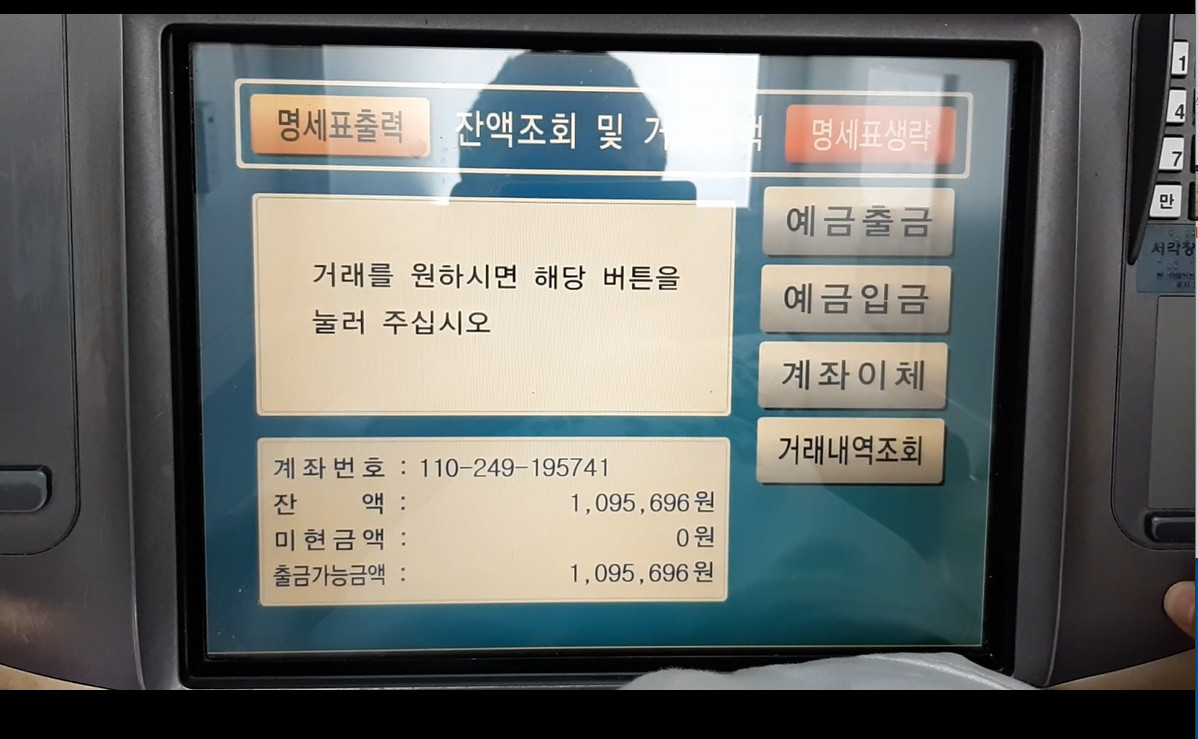 명세표출력 잔액조회 및 명세표생략
예금출금
거래를 원하시면 해당 버튼을
눌러 주십시오
예금입금
계좌이체
거래내역조회
계좌번호 : 110-249-195741
잔 액 : 1,095,696원
미현금액 : 0원
출금가능금액 : 1,095,696원
1
4
7
만